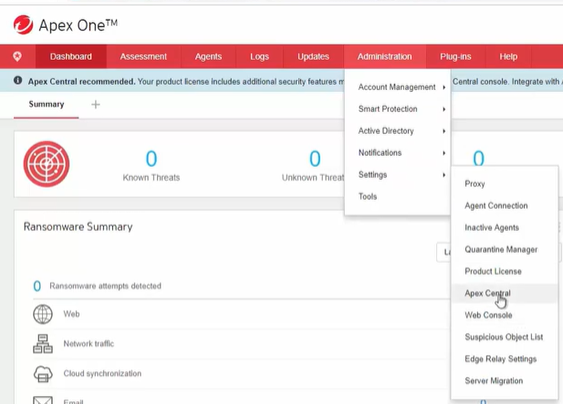 Apex One™
Dashboard Assessment Agents Logs Updates Administration Plug-ins Help
Apex Central recommended. Your product license includes additional security features Central console. Integrate with
Summary +
Account Management
Smart Protection
Active Directory
Notifications
Settings
Tools
0 Known Threats
0 Unknown Threat
0
Proxy
Agent Connection
Inactive Agents
Quarantine Manager
Product License
Apex Central
Web Console
Suspicious Object List
Edge Relay Settings
Server Migration
Ransomware Summary
0 Ransomware attempts detected
Web
Network traffic
Cloud synchronization
Email